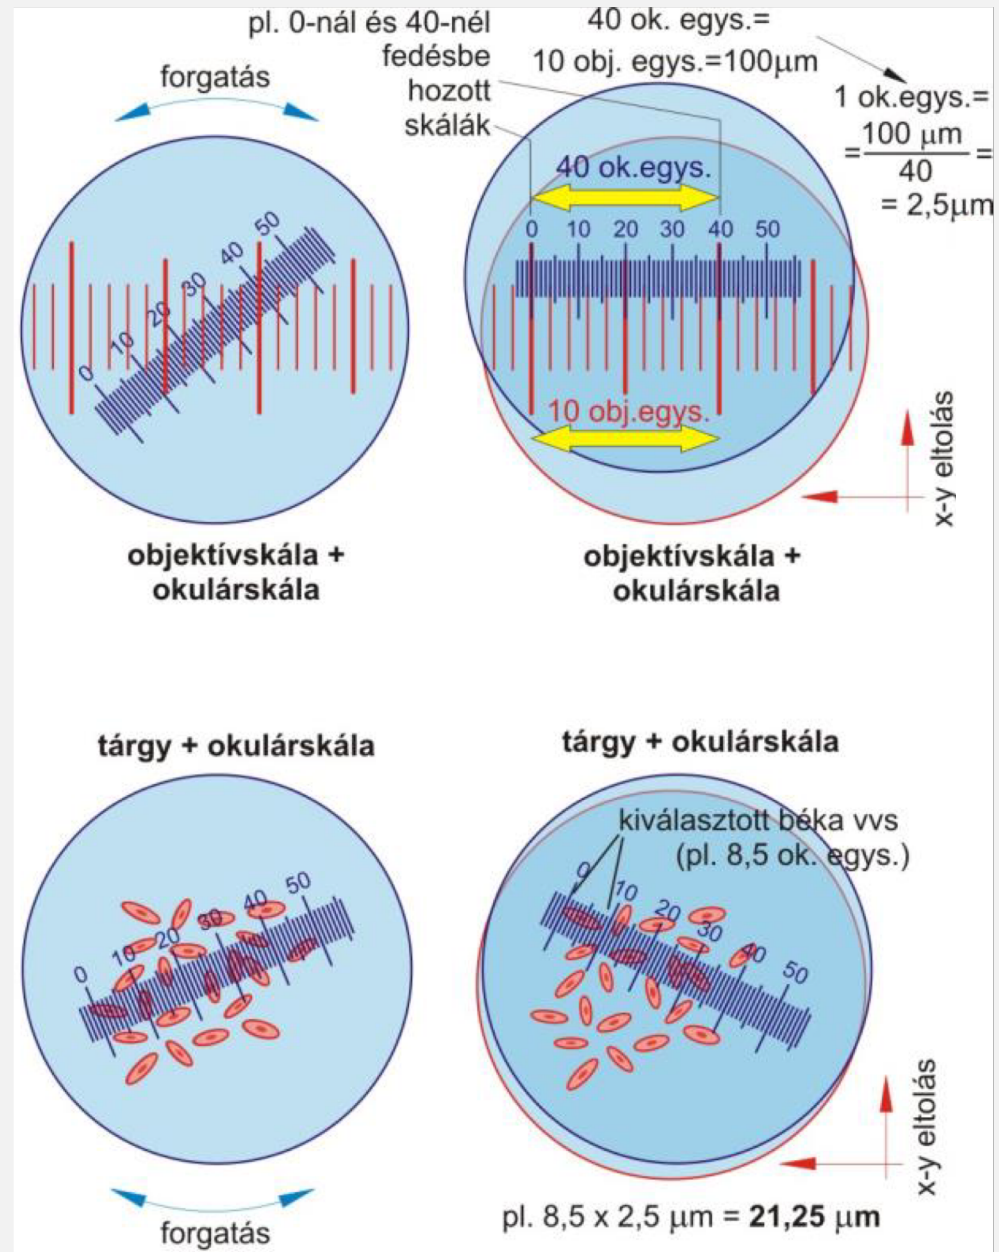 forgatás
0
10
20
30
40
50
objektívskála +
okulárskála
pl. 0-nál és 40-nél
fedésbe
hozott
skálák
40 ok. egys.=
10 obj. egys.=100µm
1 ok.egys.=
=100 µm=
40
= 2,5µm
40 ok.egys.
0 10 20 30 40 50
10 obj.egys.
x-y eltolás
objektívskála +
okulárskála
tárgy + okulárskála
0
10
20
30
40
50
forgatás
tárgy + okulárskála
kiválasztott béka vvs
(pl. 8,5 ok. egys.)
0
10
20
30
40
50
x-y eltolás
pl. 8,5 x 2,5 µm = 21,25 µm